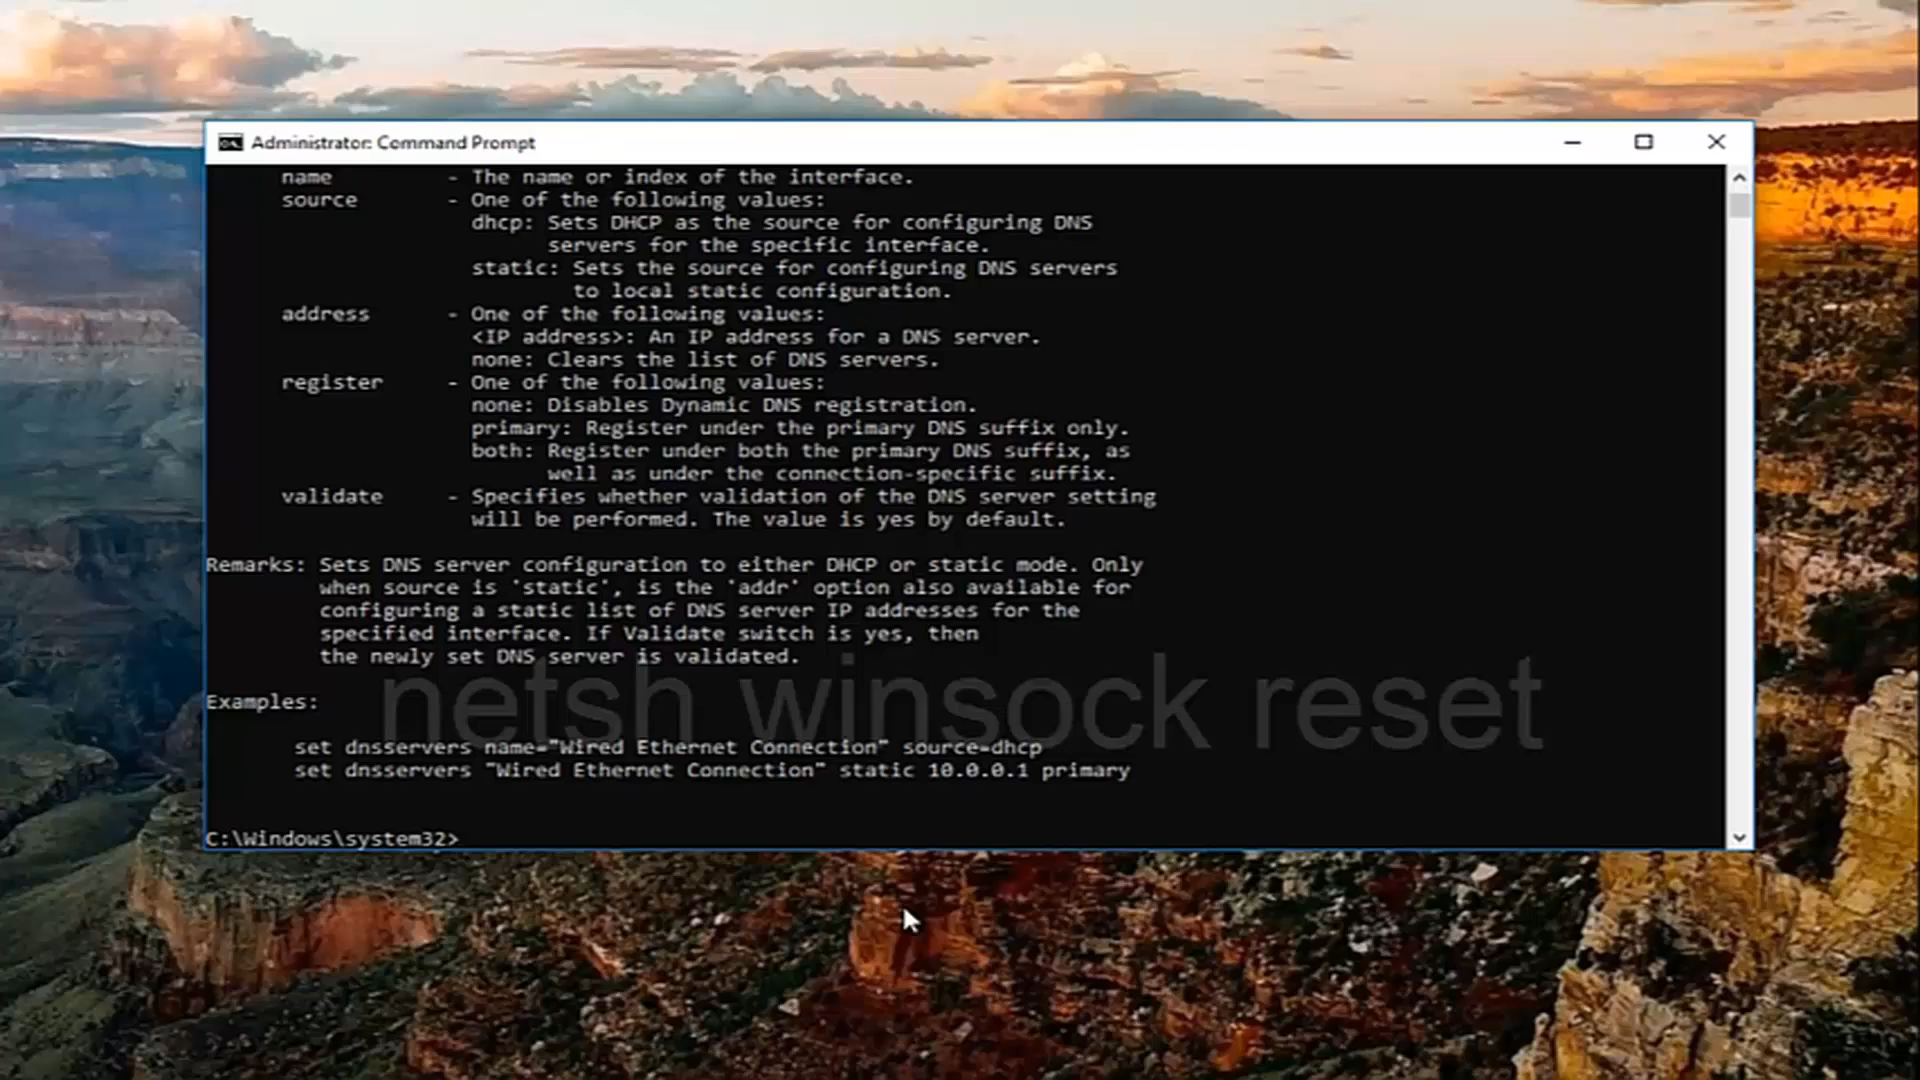 Administrator: Command Prompt
name - The name or index of the interface.
source - One of the following values:
dhcp: Sets DHCP as the source for configuring DNS
servers for the specific interface.
static: Sets the source for configuring DNS servers
to local static configuration.
address - One of the following values:
<IP address>: An IP address for a DNS server.
none: Clears the list of DNS servers.
register - One of the following values:
none: Disables Dynamic DNS registration.
primary: Register under the primary DNS suffix only.
both: Register under both the primary DNS suffix, as
well as under the connection-specific suffix.
validate - Specifies whether validation of the DNS server setting
will be performed. The value is yes by default.
Remarks: Sets DNS server configuration to either DHCP or static mode. Only
when source is 'static', is the 'addr' option also available for
configuring a static list of DNS server IP addresses for the
specified interface. If Validate switch is yes, then
the newly set DNS server is validated.
netsh winsock reset
Examples:
set dnsservers name="Wired Ethernet Connection" source=dhcp
set dnsservers "Wired Ethernet Connection" static 10.0.0.1 primary
C:\Windows\system32>